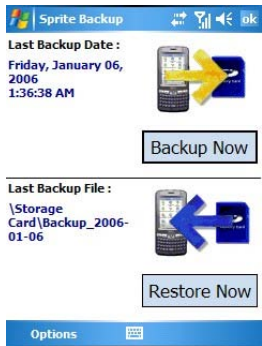 Sprite Backup
ok
Last Backup Date :
Friday, January 06,
2006
1:36:38 AM
Backup Now
Last Backup File :
\Storage
Card\Backup_2006-
01-06
Restore Now
Options